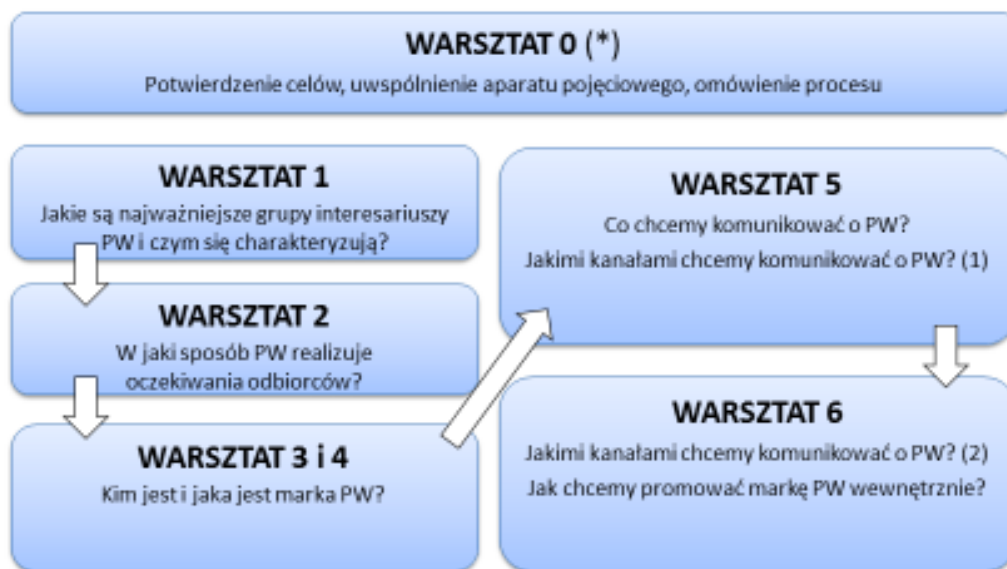 WARSZTAT 0 (*)
Potwierdzenie celów, uwspólnienie aparatu pojęciowego, omówienie procesu
WARSZTAT 1
Jakie są najważniejsze grupy interesariuszy
PW i czym się charakteryzują?
WARSZTAT 2
W jaki sposób PW realizuje
oczekiwania odbiorców?
WARSZTAT 3 i 4
Kim jest i jaka jest marka PW?
WARSZTAT 5
Co chcemy komunikować o PW?
Jakimi kanałami chcemy komunikować o PW? (1)
WARSZTAT 6
Jakimi kanałami chcemy komunikować o PW? (2)
Jak chcemy promować markę PW wewnętrznie?